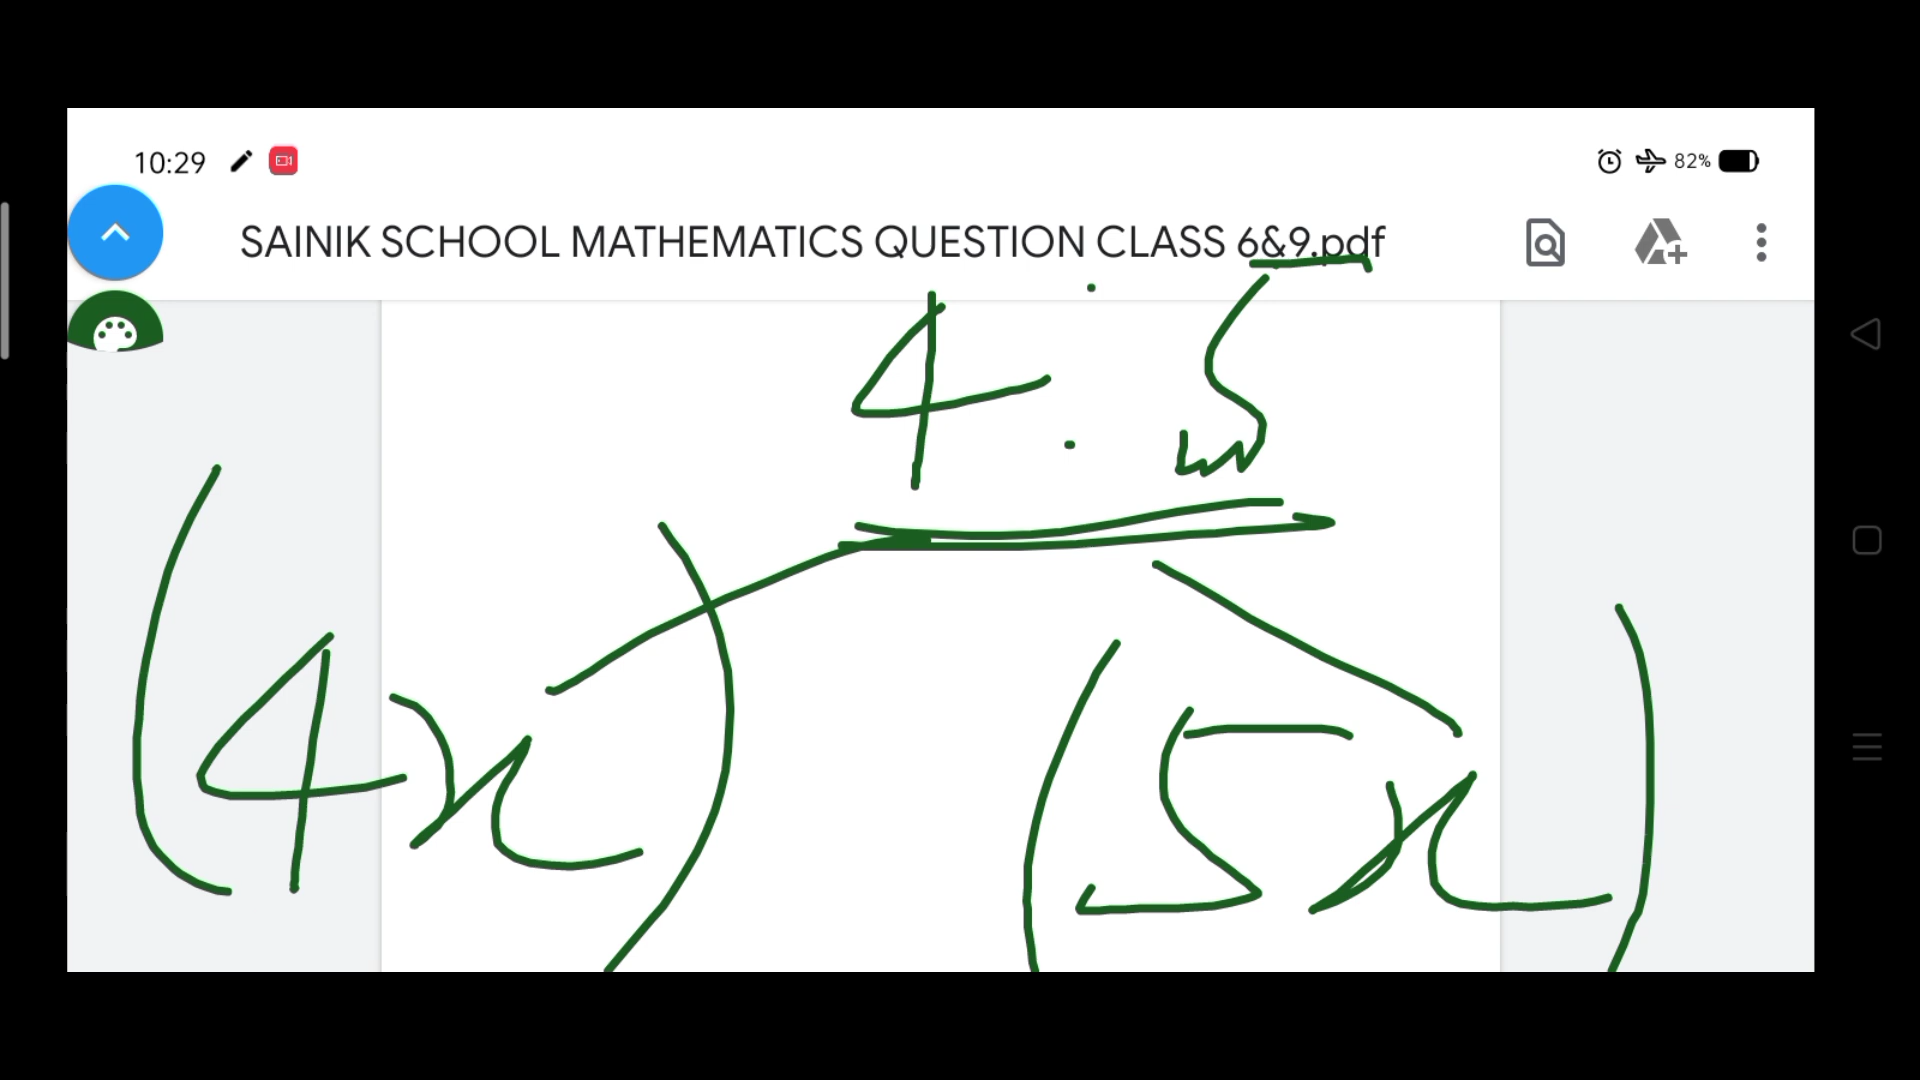 10:29 82%
SAINIK SCHOOL MATHEMATICS QUESTION CLASS 6&9.pdf
4 : 5
(4x) (5x)